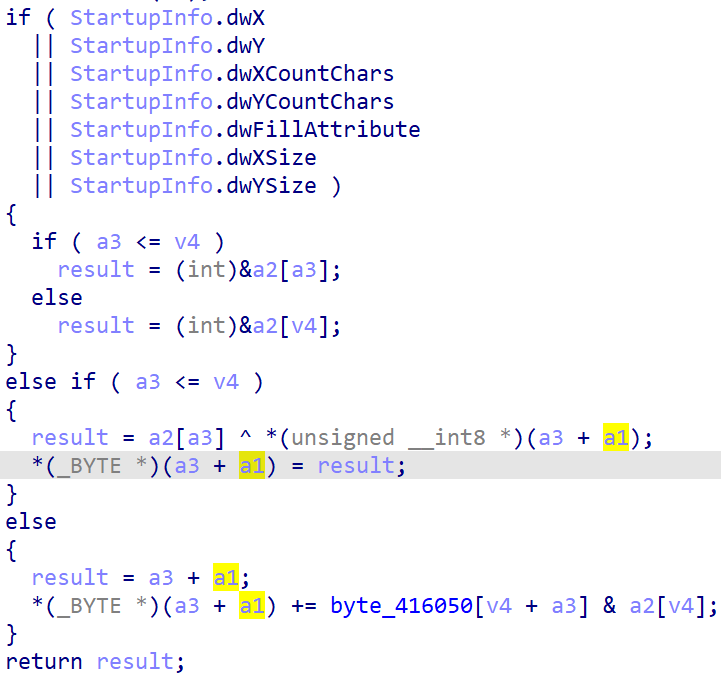 if ( StartupInfo.dwX
  || StartupInfo.dwY
  || StartupInfo.dwXCountChars
  || StartupInfo.dwYCountChars
  || StartupInfo.dwFillAttribute
  || StartupInfo.dwXSize
  || StartupInfo.dwYSize )
{
  if ( a3 <= v4 )
    result = (int)&a2[a3];
  else
    result = (int)&a2[v4];
}
else if ( a3 <= v4 )
{
  result = a2[a3] ^ *(unsigned __int8 *)(a3 + a1);
  *(_BYTE *)(a3 + a1) = result;
}
else
{
  result = a3 + a1;
  *(_BYTE *)(a3 + a1) += byte_416050[v4 + a3] & a2[v4];
}
return result;